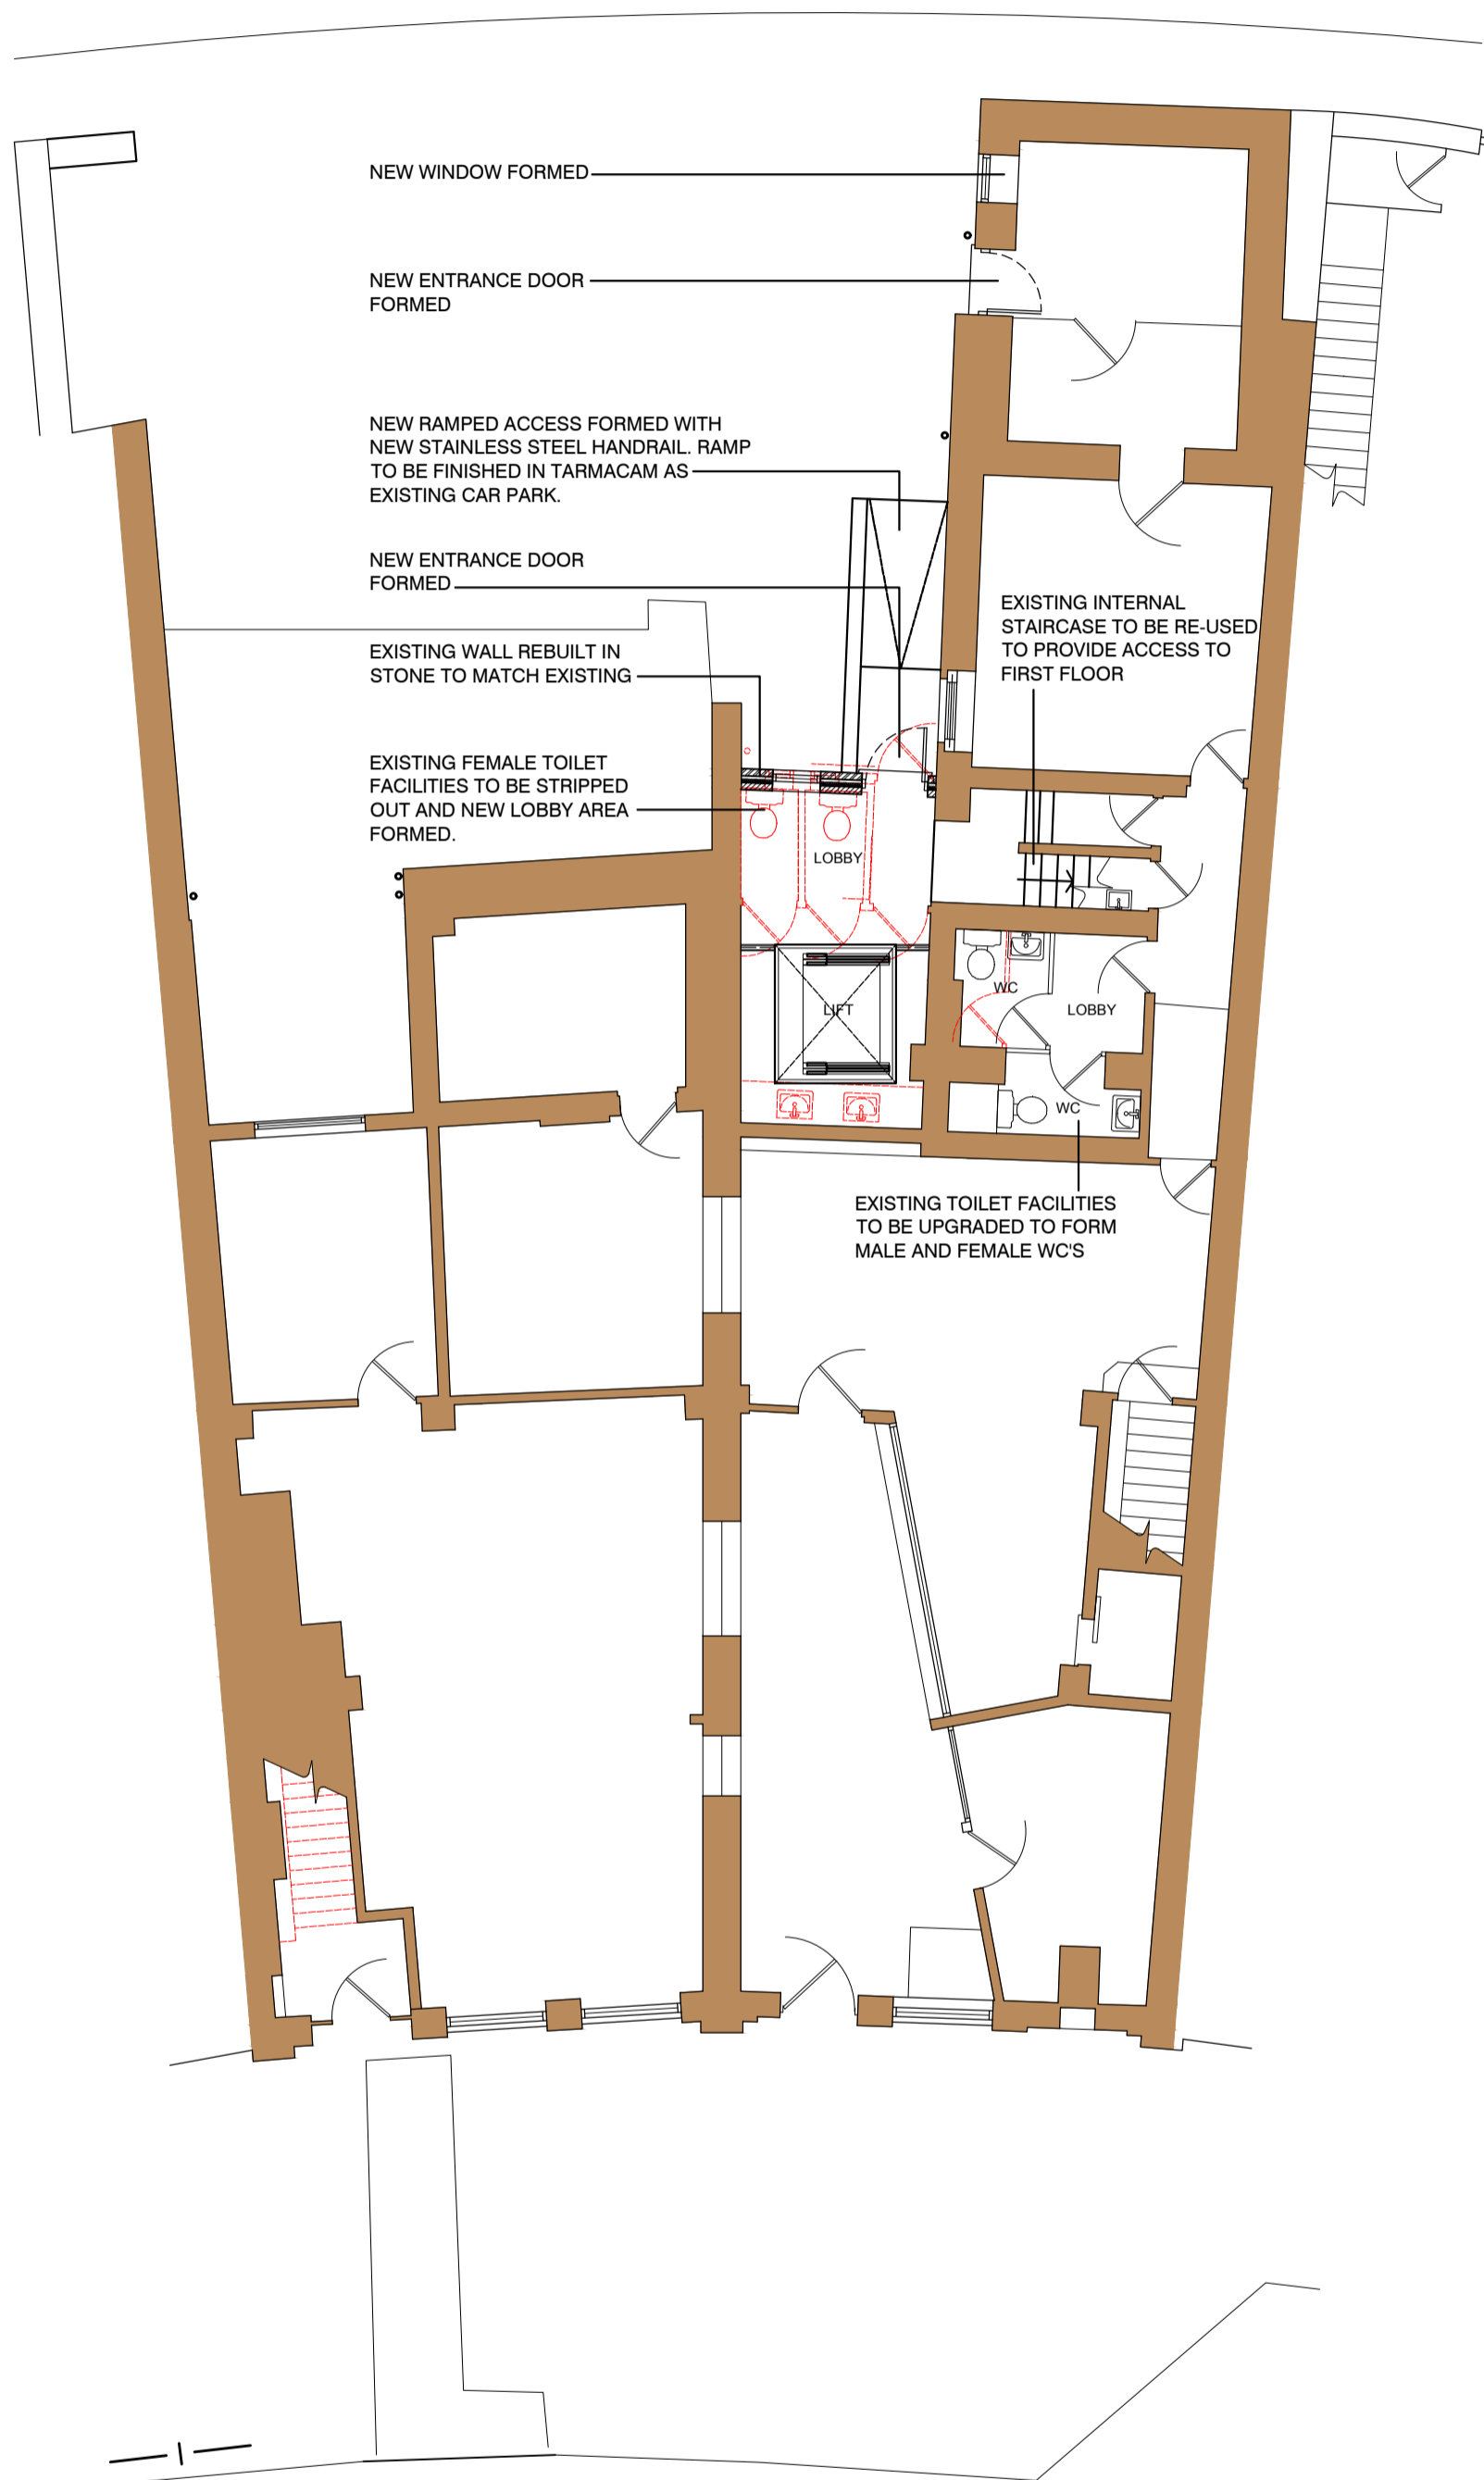 NEW WINDOW FORMED
NEW ENTRANCE DOOR
FORMED
NEW RAMPED ACCESS FORMED WITH
NEW STAINLESS STEEL HANDRAIL. RAMP
TO BE FINISHED IN TARMACAM AS
EXISTING CAR PARK.
NEW ENTRANCE DOOR
FORMED
EXISTING INTERNAL
STAIRCASE TO BE RE-USED
TO PROVIDE ACCESS TO
FIRST FLOOR
EXISTING WALL REBUILT IN
STONE TO MATCH EXISTING
EXISTING FEMALE TOILET
FACILITIES TO BE STRIPPED
OUT AND NEW LOBBY AREA
FORMED.
LOBBY
WC
LIFT
LOBBY
WC
EXISTING TOILET FACILITIES
TO BE UPGRADED TO FORM
MALE AND FEMALE WC'S